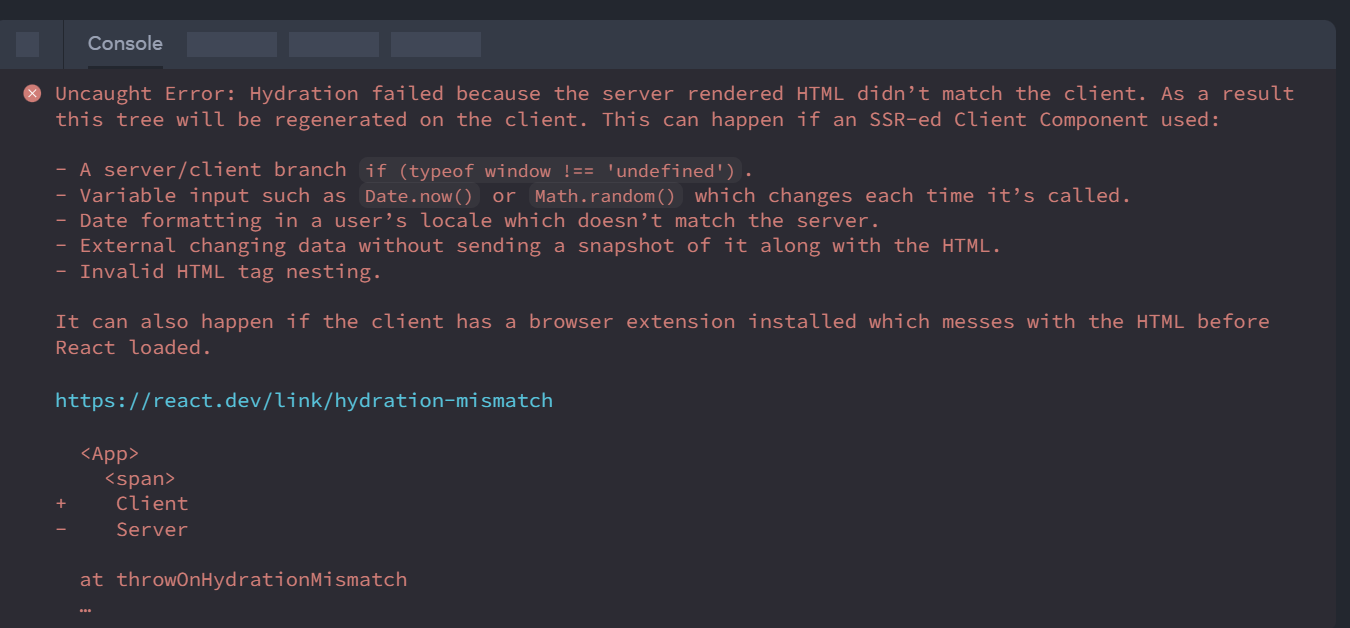 Console
Uncaught Error: Hydration failed because the server rendered HTML didn’t match the client. As a result
this tree will be regenerated on the client. This can happen if an SSR-ed Client Component used:
- A server/client branch if (typeof window !== 'undefined').
- Variable input such as Date.now() or Math.random() which changes each time it’s called.
- Date formatting in a user’s locale which doesn’t match the server.
- External changing data without sending a snapshot of it along with the HTML.
- Invalid HTML tag nesting.
It can also happen if the client has a browser extension installed which messes with the HTML before
React loaded.
https://react.dev/link/hydration-mismatch
<App>
<span>
+ Client
- Server
at throwOnHydrationMismatch
…